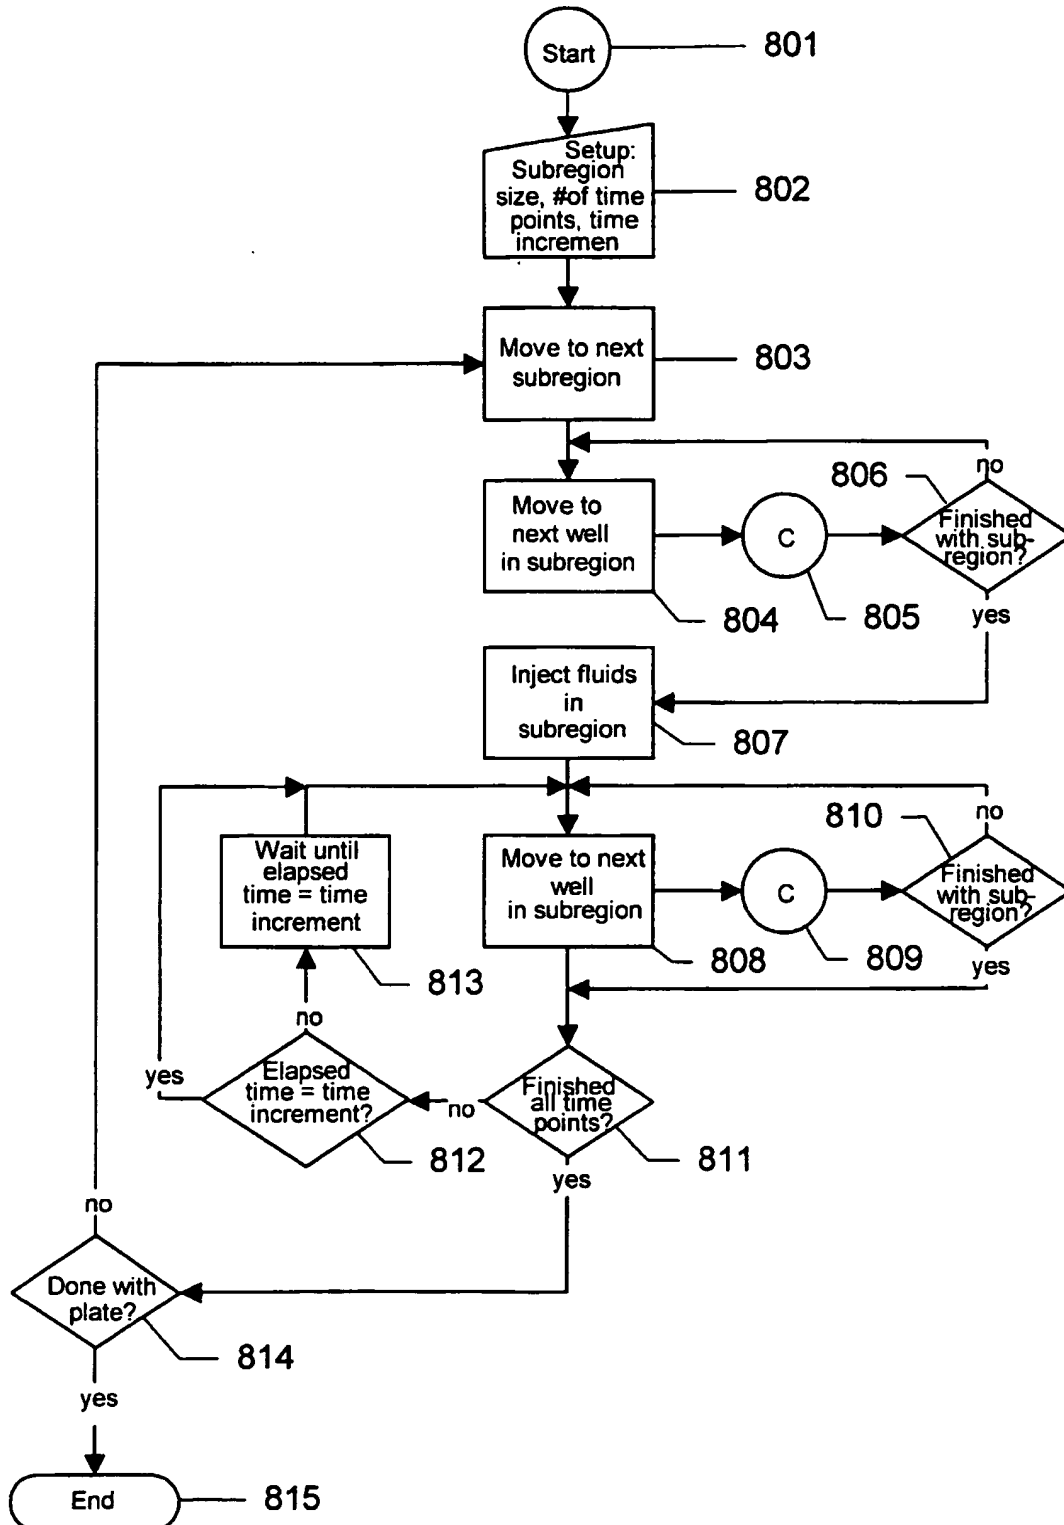 Start
801
Setup:
Subregion
size, #of time
points, time
incremen
802
Move to next
subregion
803
no
806
Move to
next well
in subregion
C
Finished
with sub-
region?
804
805
yes
Inject fluids
in
subregion
807
no
810
Wait until
elapsed
time = time
increment
Move to next
well
in subregion
C
Finished
with sub-
region?
808
809
yes
813
no
yes
Elapsed
time = time
increment?
no
Finished
all time
points?
812
811
yes
no
Done with
plate?
814
yes
End
815